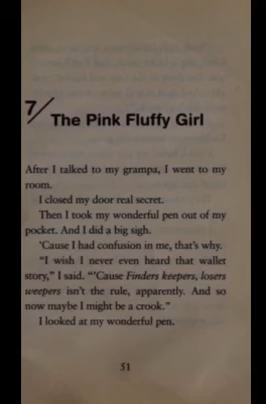 7/ The Pink Fluffy Girl
After I talked to my grampa, I went to my
room.
I closed my door real secret.
Then I took my wonderful pen out of my
pocket. And I did a big sigh.
'Cause I had confusion in me, that's why.
"I wish I never even heard that wallet
story," I said. "'Cause Finders keepers, losers
weepers isn't the rule, apparently. And so
now maybe I might be a crook."
I looked at my wonderful pen.
51